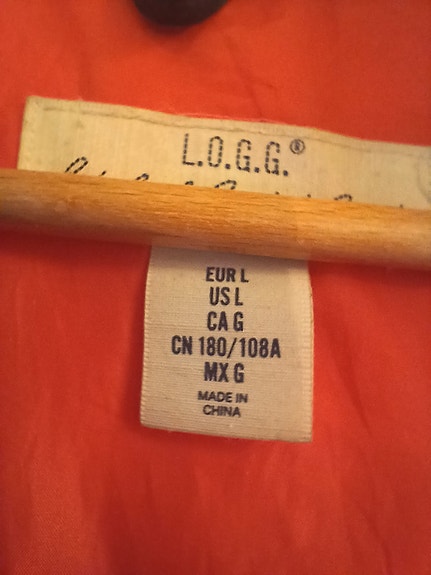 L.O.G.G.®
EUR L
US L
CA G
CN 180/108A
MX G
MADE IN
CHINA